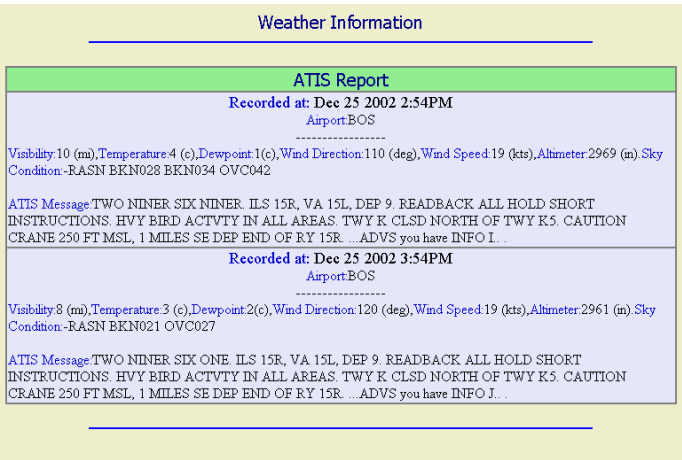 Weather Information
ATIS Report
Recorded at: Dec 25 2002 2:54PM
Airport:BOS
-----------------
Visibility:10 (mi),Temperature:4 (c),Dewpoint:1(c),Wind Direction:110 (deg),Wind Speed:19 (kts),Altimeter:2969 (in).Sky
Condition:-RASN BKN028 BKN034 OVC042
ATIS Message:TWO NINER SIX NINER. ILS 15R, VA 15L, DEP 9. READBACK ALL HOLD SHORT
INSTRUCTIONS. HVY BIRD ACTVTY IN ALL AREAS. TWY K CLSD NORTH OF TWY K5. CAUTION
CRANE 250 FT MSL, 1 MILES SE DEP END OF RY 15R. ...ADVS you have INFO I.. .
Recorded at: Dec 25 2002 3:54PM
Airport:BOS
-----------------
Visibility:8 (mi),Temperature:3 (c),Dewpoint:2(c),Wind Direction:120 (deg),Wind Speed:19 (kts),Altimeter:2961 (in).Sky
Condition:-RASN BKN021 OVC027
ATIS Message:TWO NINER SIX ONE. ILS 15R, VA 15L, DEP 9. READBACK ALL HOLD SHORT
INSTRUCTIONS. HVY BIRD ACTVTY IN ALL AREAS. TWY K CLSD NORTH OF TWY K5. CAUTION
CRANE 250 FT MSL, 1 MILES SE DEP END OF RY 15R. ...ADVS you have INFO J.. .